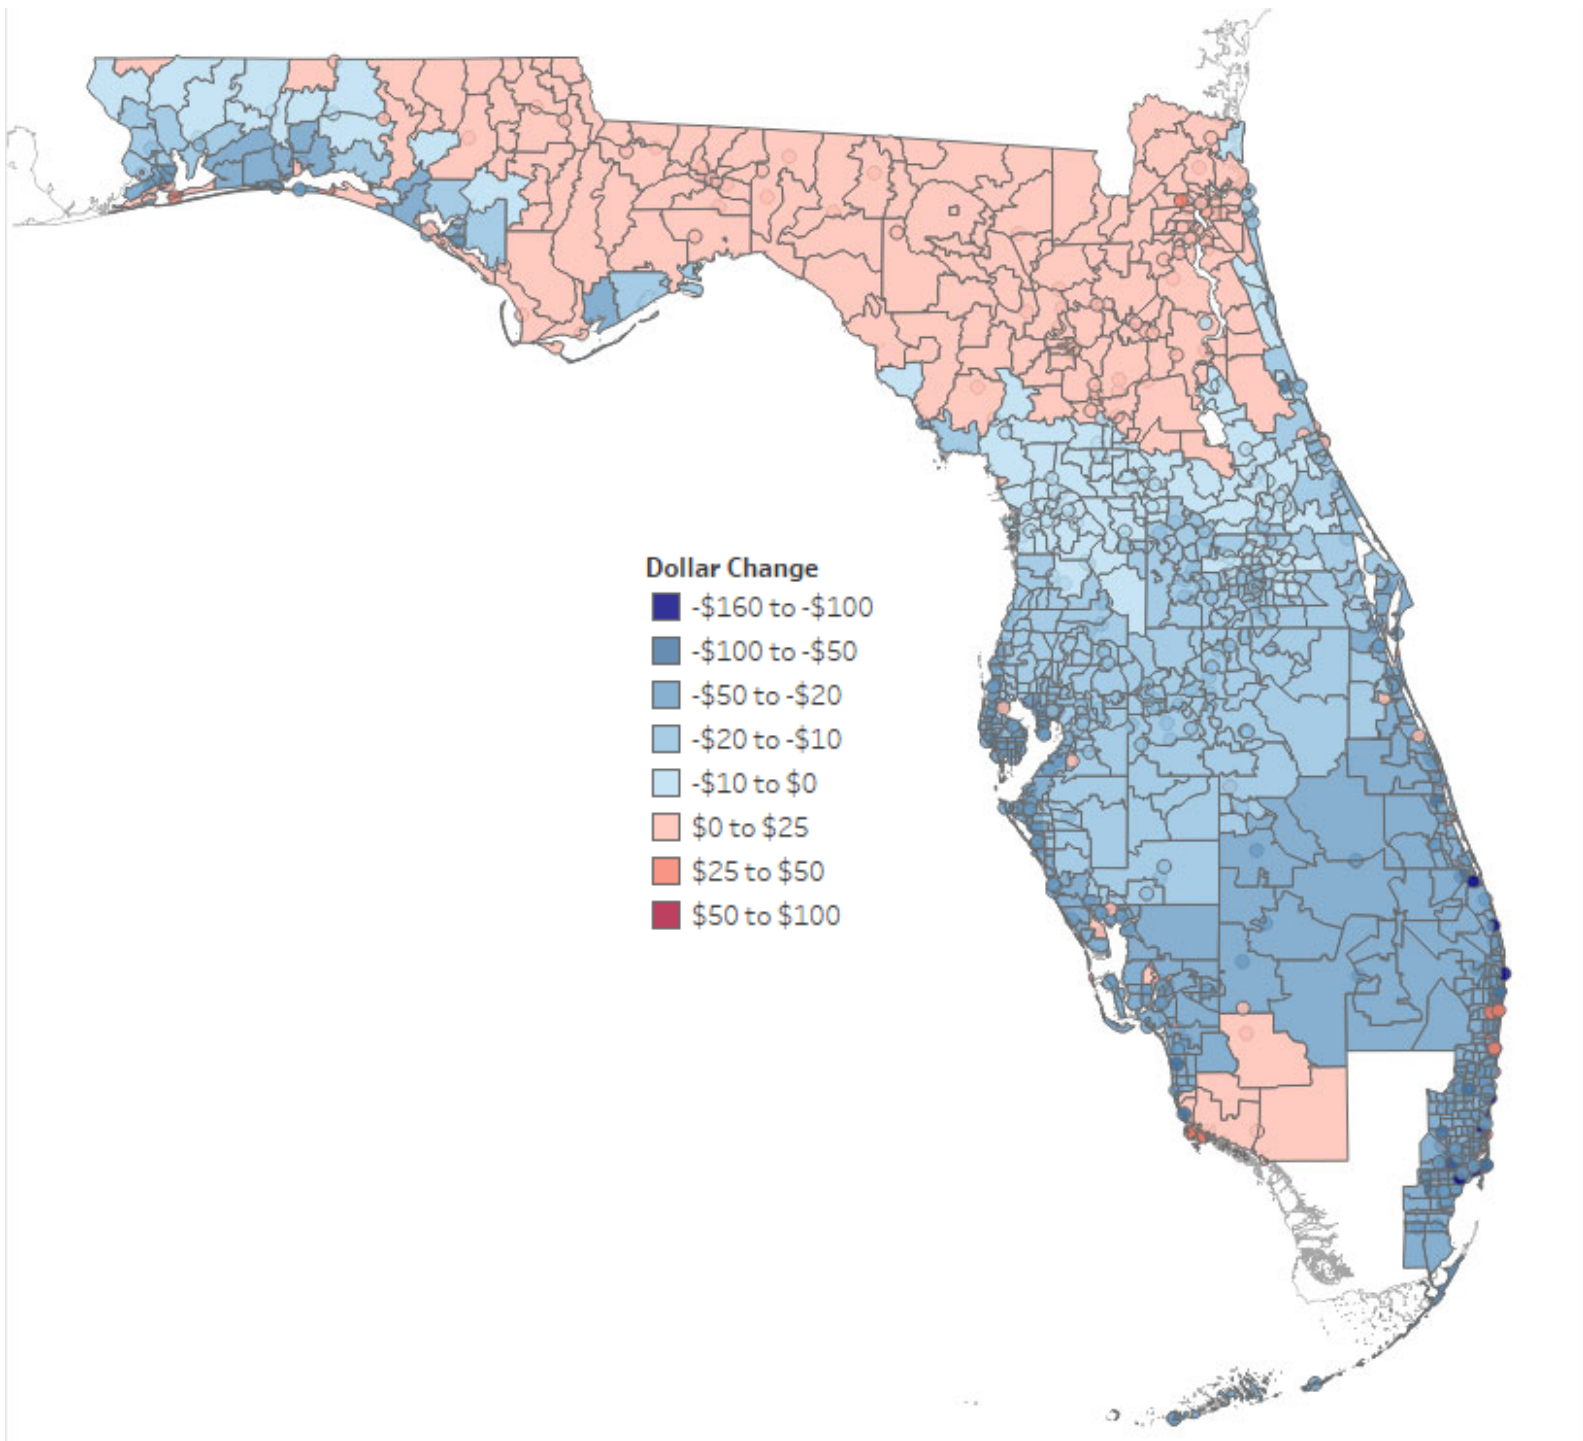 Dollar Change
-$160 to -$100
-$100 to -$50
-$50 to -$20
-$20 to -$10
-$10 to $0
$0 to $25
$25 to $50
$50 to $100